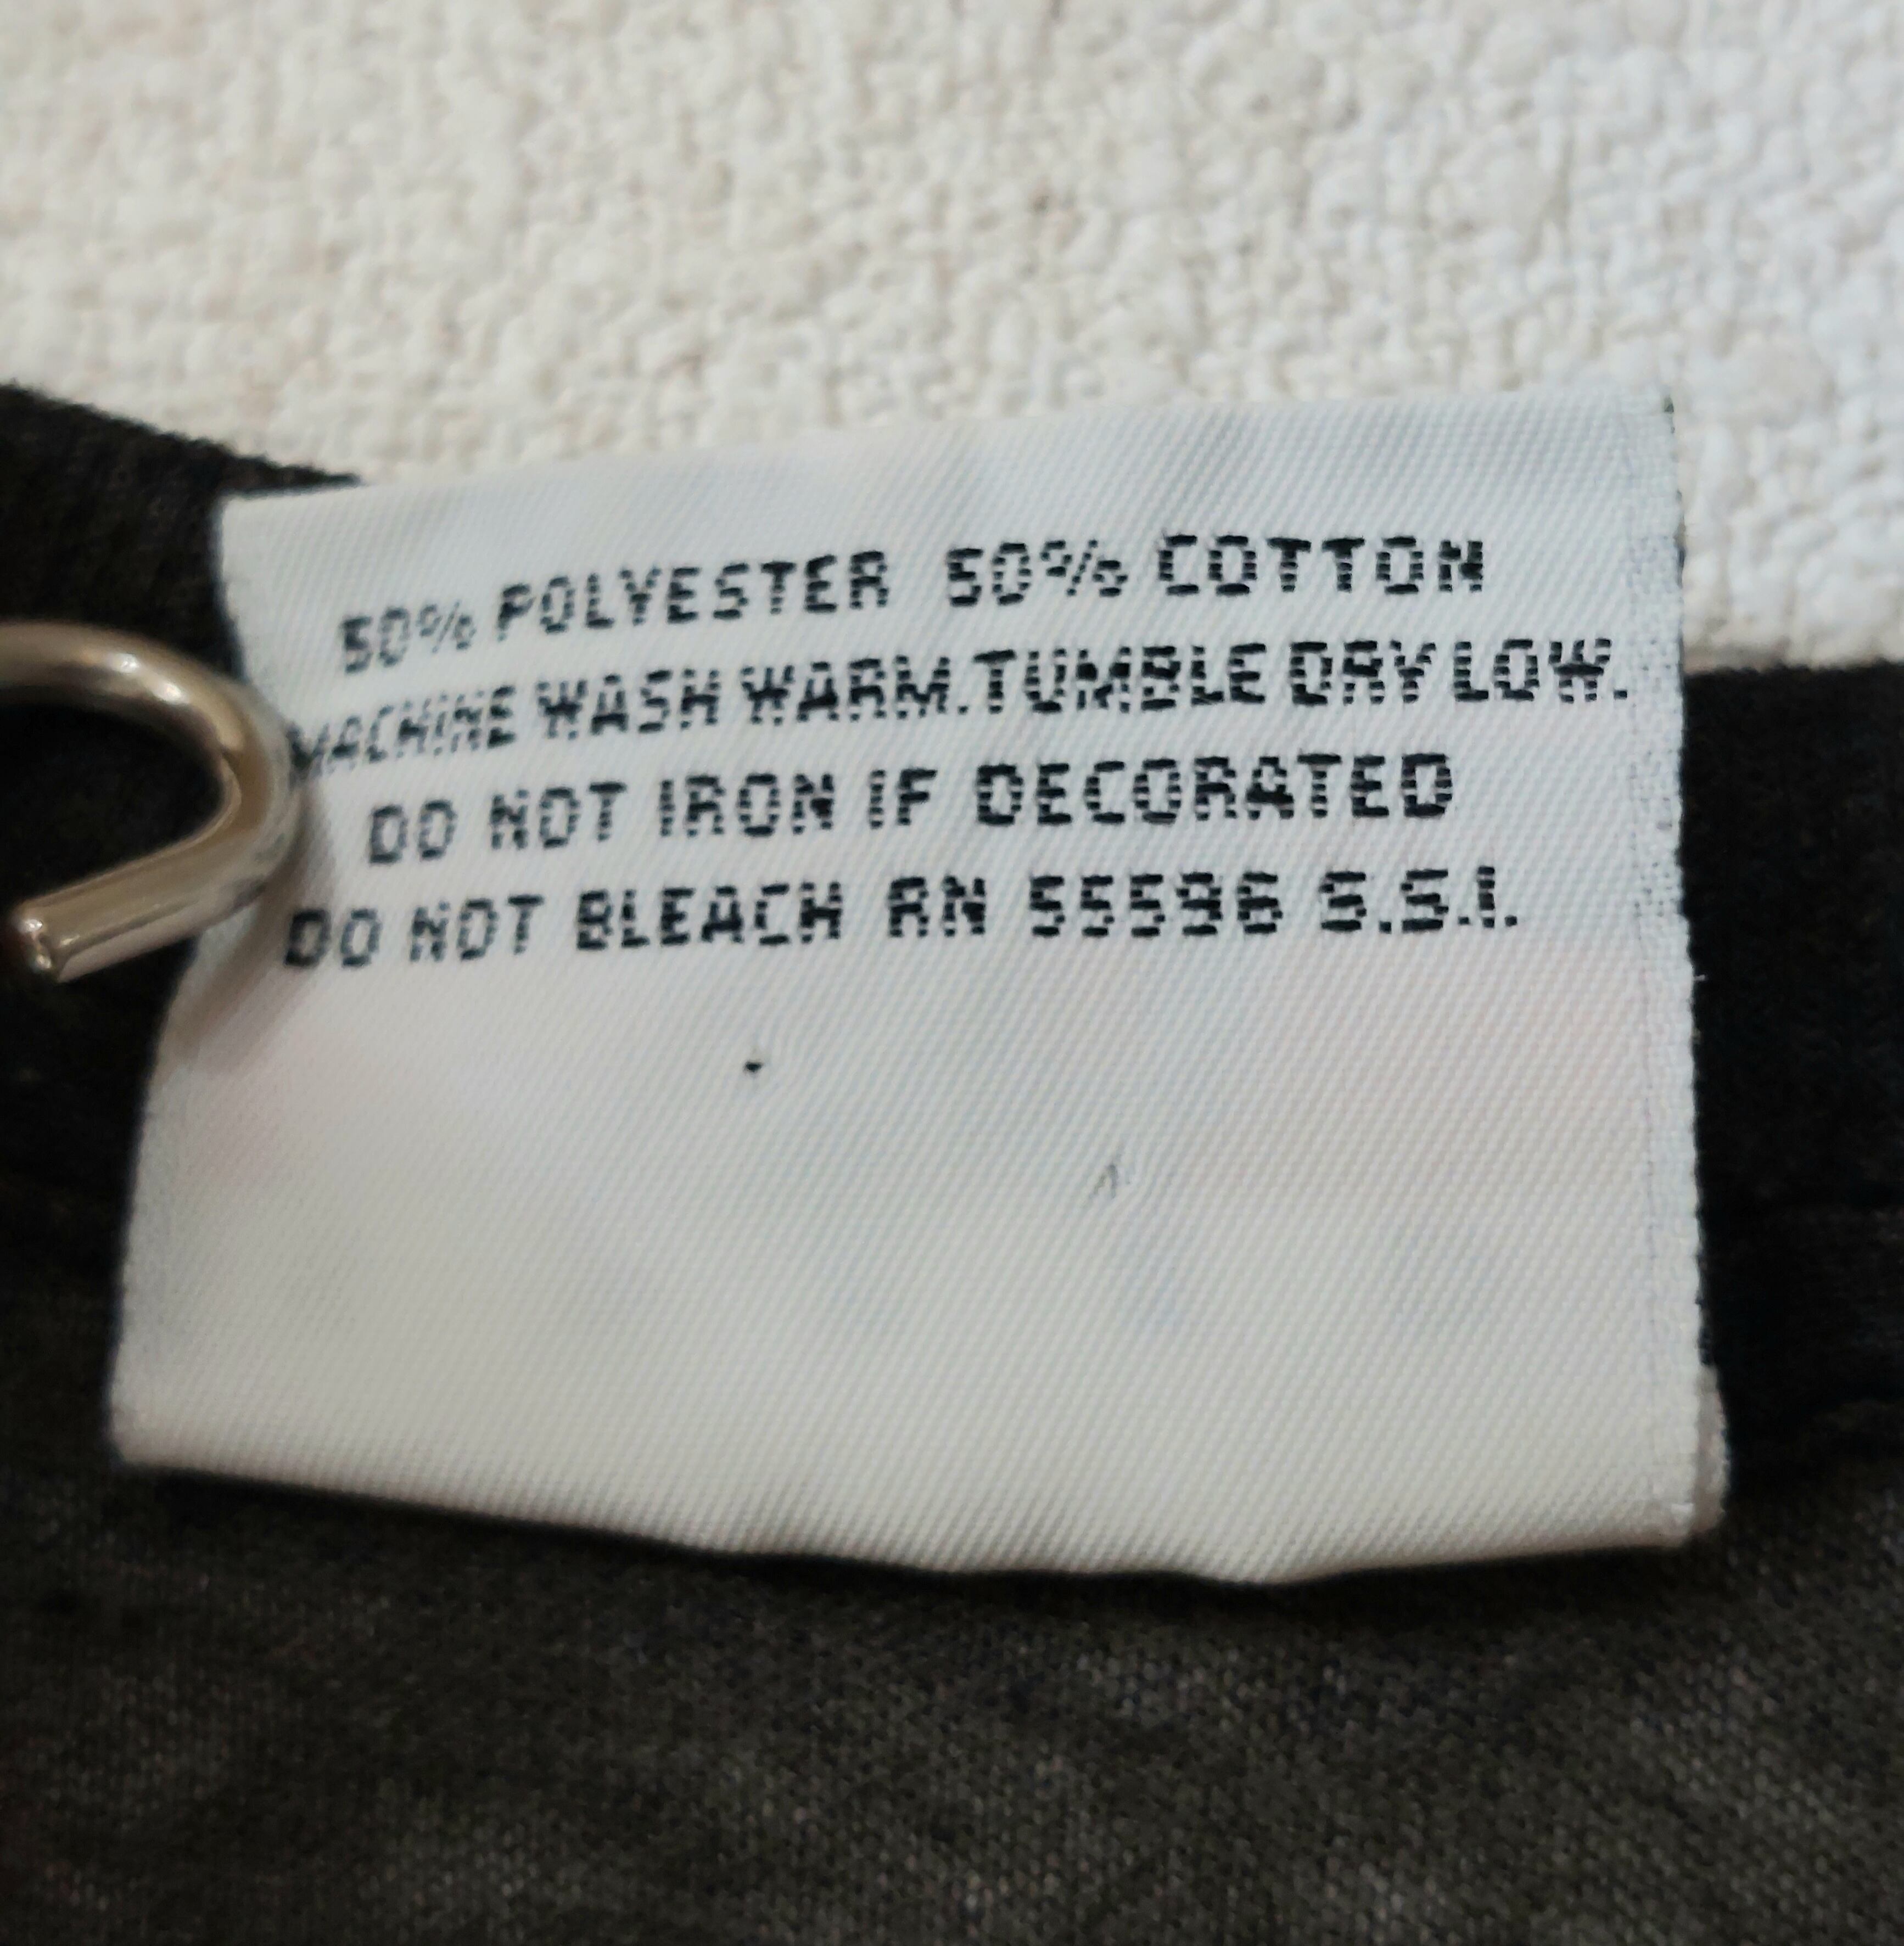 50% POLYESTER 50% COTTON
MACHINE WASH WARM. TUMBLE DRY LOW.
DO NOT IRON IF DECORATED
DO NOT BLEACH RN 55596 S.S.I.